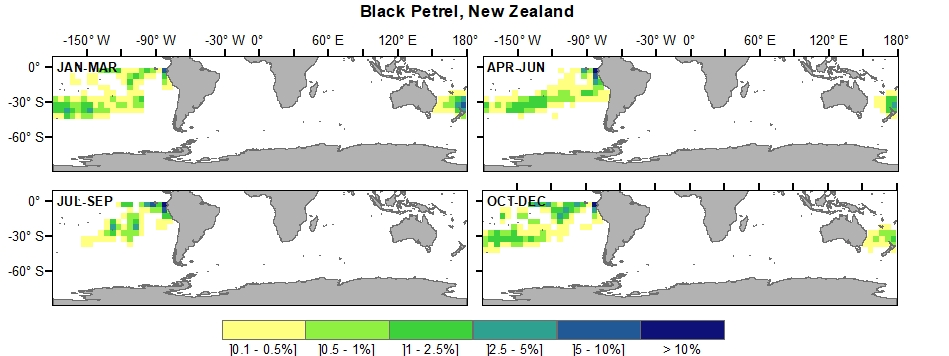 Black Petrel, New Zealand
-150° W -90° W -30° W 0° 60° E 120° E 180° -150° W -90° W -30° W 0° 60° E 120° E 180°
0° JAN-MAR APR-JUN
-30° S
-60° S
0° JUL-SEP OCT-DEC
-30° S
-60° S
]0.1 - 0.5%] ]0.5 - 1%] ]1 - 2.5%] ]2.5 - 5%] ]5 - 10%] > 10%